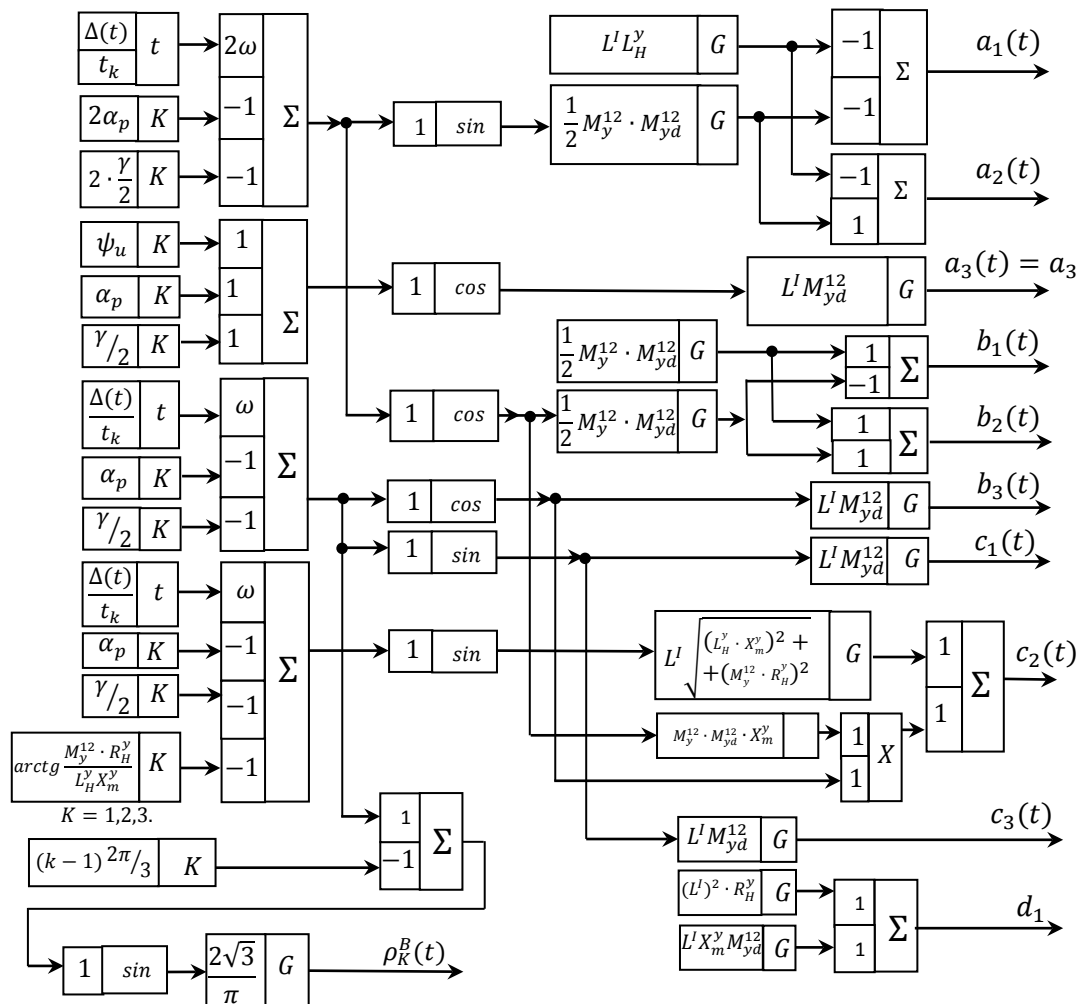 Δ(t)/t_k t 2ω
2α_p K −1 Σ
2·γ/2 K −1
1 sin
L^I L_H^y G
1/2 M_y^12 · M_yd^12 G
−1 Σ a_1(t)
−1
−1 Σ a_2(t)
1
ψ_u K 1
α_p K 1 Σ
γ/2 K 1
1 cos
L^I M_yd^12 G a_3(t) = a_3
1/2 M_y^12 · M_yd^12 G
1 Σ b_1(t)
−1
1 cos
1/2 M_y^12 · M_yd^12 G
1 Σ b_2(t)
1
Δ(t)/t_k t ω
α_p K −1 Σ
γ/2 K −1
1 cos
L^I M_yd^12 G b_3(t)
1 sin
L^I M_yd^12 G c_1(t)
Δ(t)/t_k t ω
α_p K −1 Σ
γ/2 K −1
arctg M_y^12 · R_H^y / L_H^y X_m^y K −1
K = 1,2,3.
1 sin
L^I √((L_H^y · X_m^y)^2 +
+(M_y^12 · R_H^y)^2) G
1 Σ c_2(t)
1
M_y^12 · M_yd^12 · X_m^y
1 X
1
(k − 1) 2π/3 K
1 Σ
−1
L^I M_yd^12 G c_3(t)
(L^I)^2 · R_H^y G
1 Σ d_1
L^I X_m^y M_yd^12 G
1
1 sin
2√3/π G ρ_K^B(t)